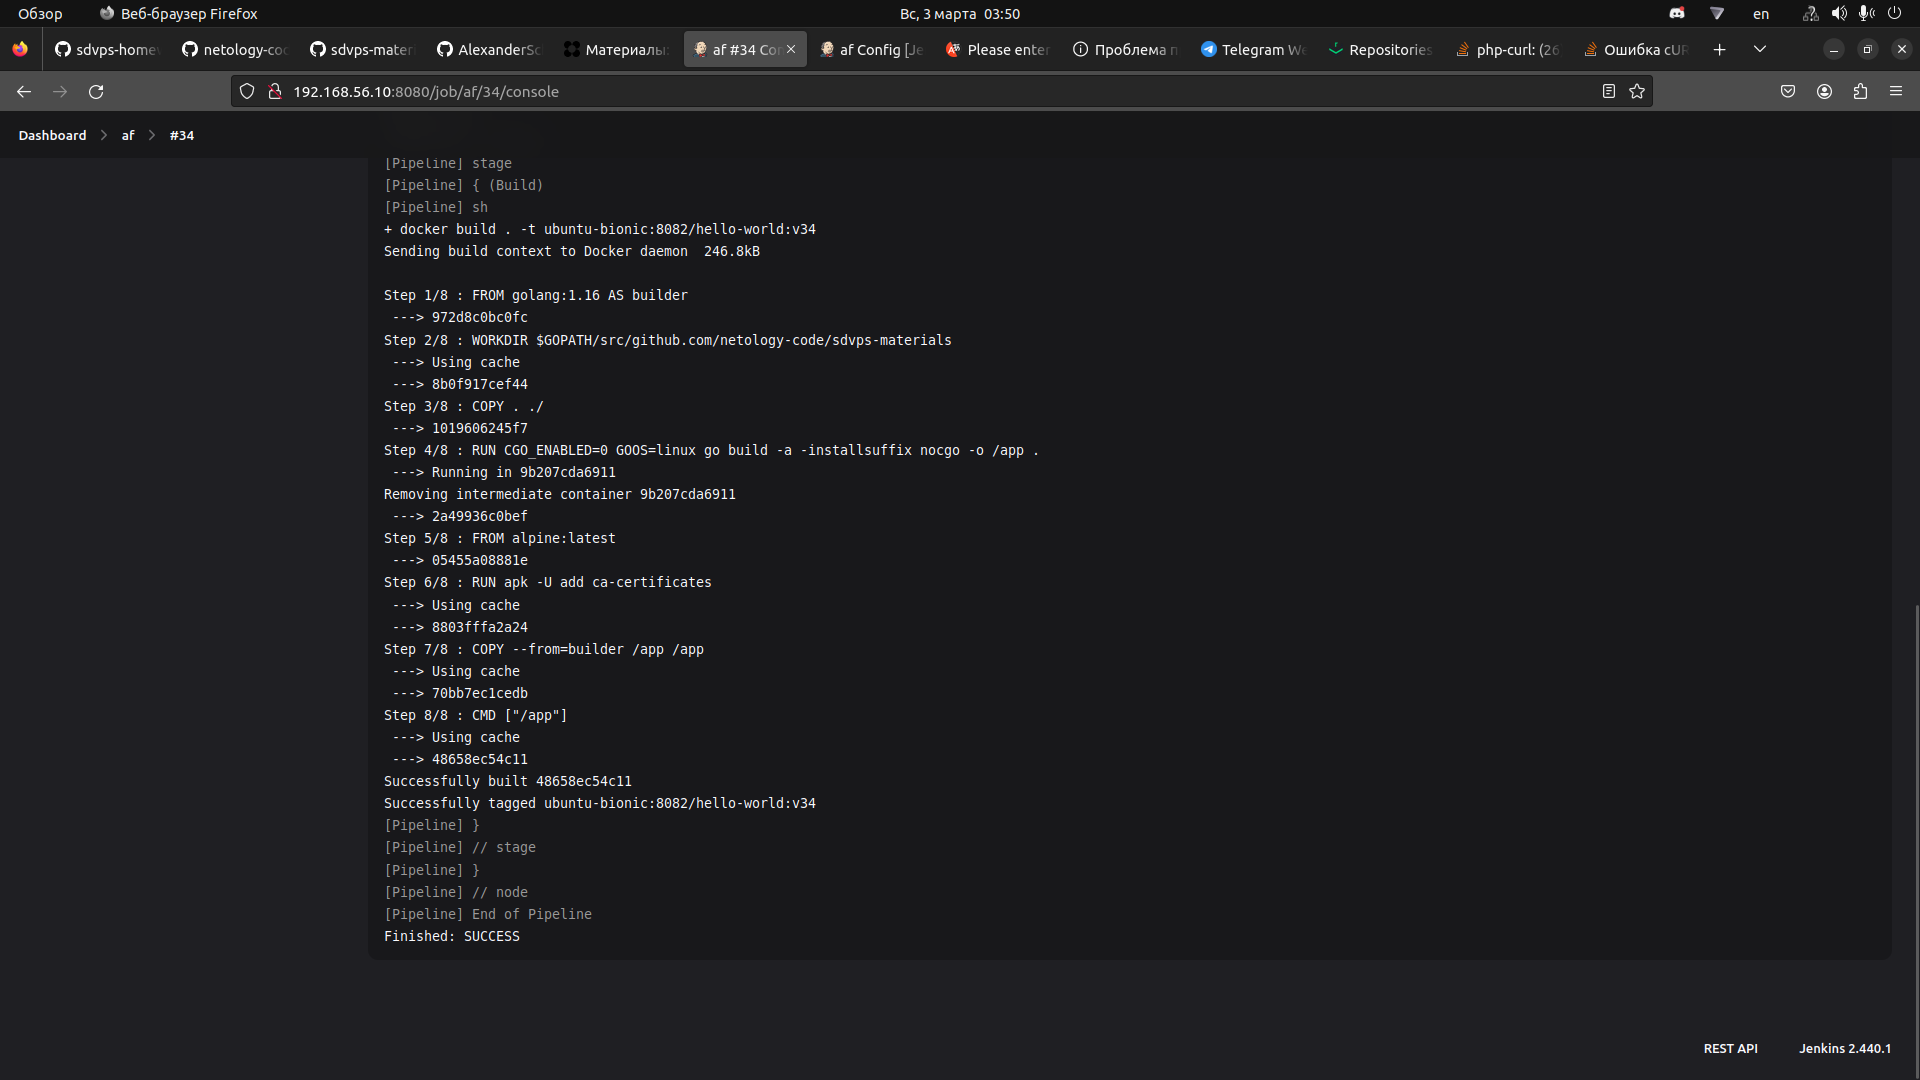 Обзор
Веб-браузер Firefox
Вс, 3 марта 03:50
en
sdvps-homew
netology-cod
sdvps-materi
AlexanderSc
Материалы:
af #34 Con
af Config [Je
Please enter
Проблема п
Telegram We
Repositories
php-curl: (26
Ошибка cUR
192.168.56.10:8080/job/af/34/console
Dashboard
af
#34
[Pipeline] stage
[Pipeline] { (Build)
[Pipeline] sh
+ docker build . -t ubuntu-bionic:8082/hello-world:v34
Sending build context to Docker daemon  246.8kB
Step 1/8 : FROM golang:1.16 AS builder
 ---> 972d8c0bc0fc
Step 2/8 : WORKDIR $GOPATH/src/github.com/netology-code/sdvps-materials
 ---> Using cache
 ---> 8b0f917cef44
Step 3/8 : COPY . ./
 ---> 1019606245f7
Step 4/8 : RUN CGO_ENABLED=0 GOOS=linux go build -a -installsuffix nocgo -o /app .
 ---> Running in 9b207cda6911
Removing intermediate container 9b207cda6911
 ---> 2a49936c0bef
Step 5/8 : FROM alpine:latest
 ---> 05455a08881e
Step 6/8 : RUN apk -U add ca-certificates
 ---> Using cache
 ---> 8803fffa2a24
Step 7/8 : COPY --from=builder /app /app
 ---> Using cache
 ---> 70bb7ec1cedb
Step 8/8 : CMD ["/app"]
 ---> Using cache
 ---> 48658ec54c11
Successfully built 48658ec54c11
Successfully tagged ubuntu-bionic:8082/hello-world:v34
[Pipeline] }
[Pipeline] // stage
[Pipeline] }
[Pipeline] // node
[Pipeline] End of Pipeline
Finished: SUCCESS
REST API
Jenkins 2.440.1